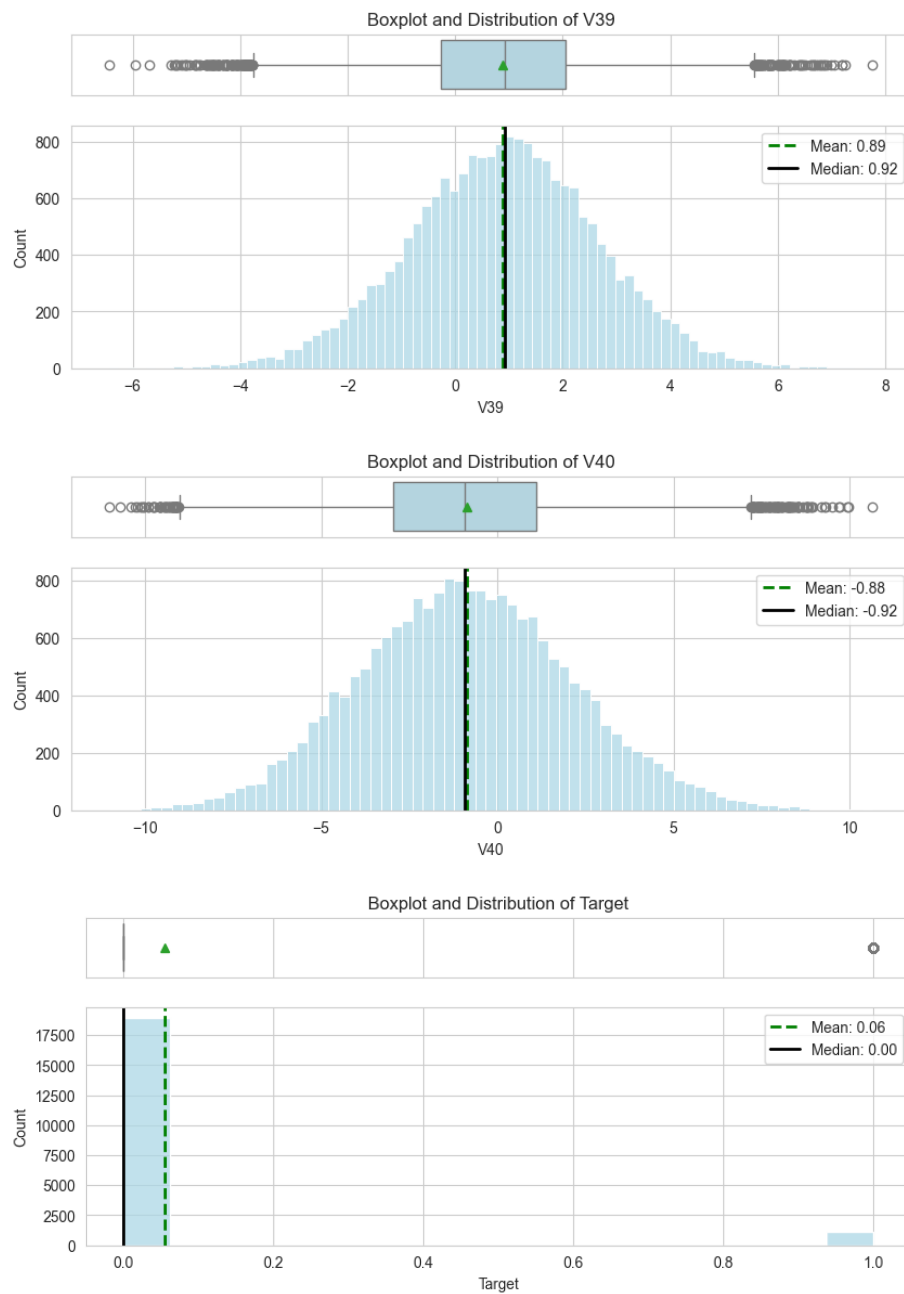 Boxplot and Distribution of V39
Mean: 0.89
Median: 0.92
800
600
400
200
0
Count
−6 −4 −2 0 2 4 6 8
V39
Boxplot and Distribution of V40
Mean: -0.88
Median: -0.92
800
600
400
200
0
Count
−10 −5 0 5 10
V40
Boxplot and Distribution of Target
Mean: 0.06
Median: 0.00
17500
15000
12500
10000
7500
5000
2500
0
Count
0.0 0.2 0.4 0.6 0.8 1.0
Target